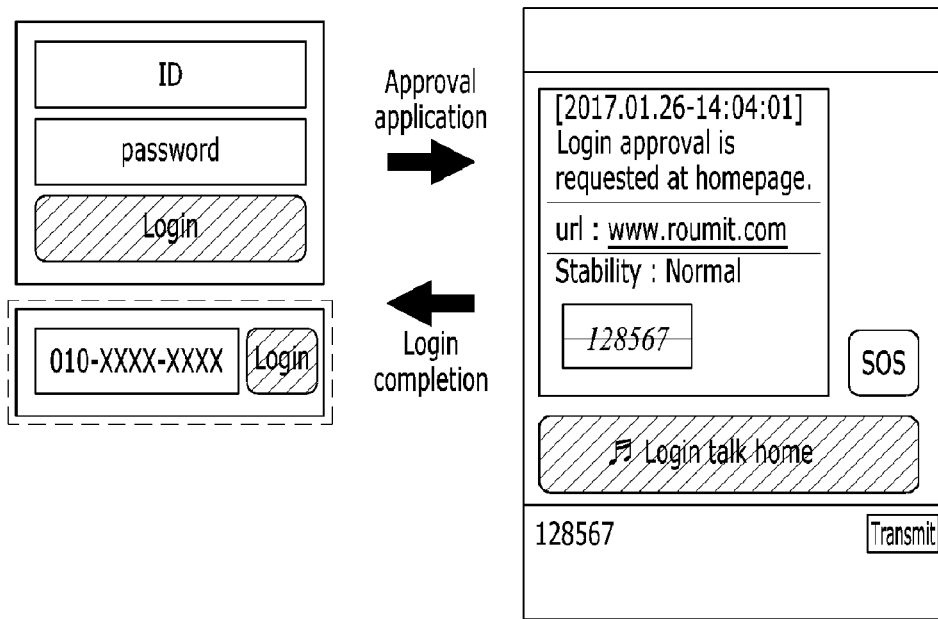 ID
password
Login
010-XXXX-XXXX
Login
Approval
application
Login
completion
[2017.01.26-14:04:01]
Login approval is
requested at homepage.
url : www.roumit.com
Stability : Normal
128567
SOS
Login talk home
128567
Transmit